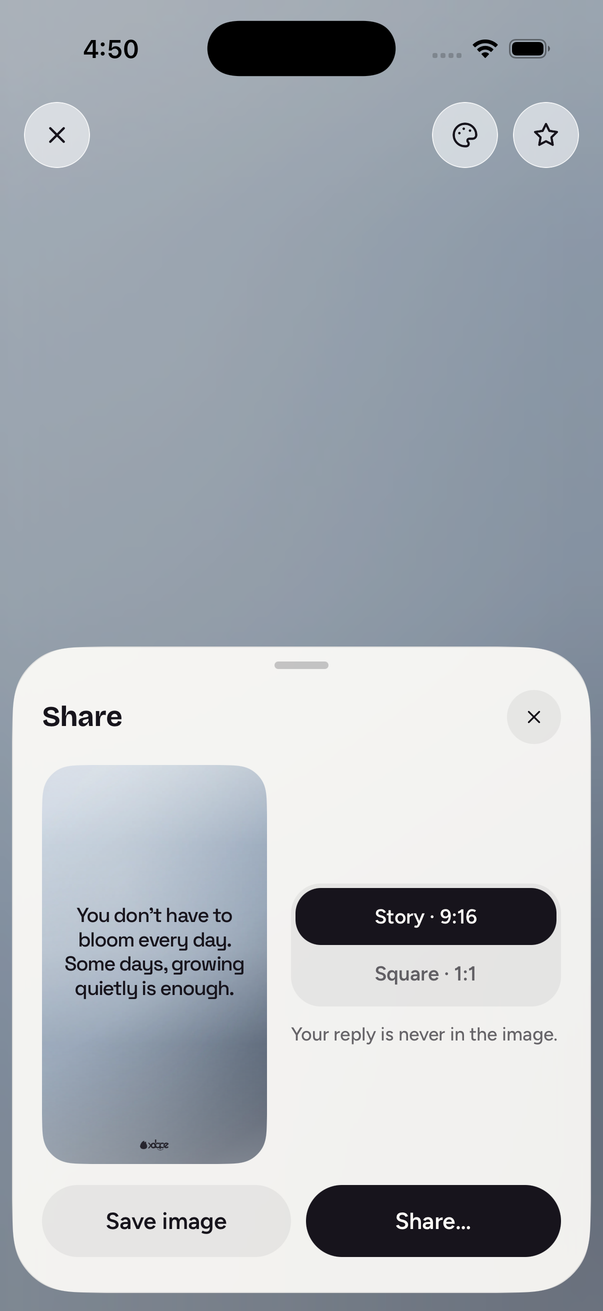 4:50
Share
You don't have to
bloom every day.
Some days, growing
quietly is enough.
Story · 9:16
Square · 1:1
Your reply is never in the image.
Save image
Share...